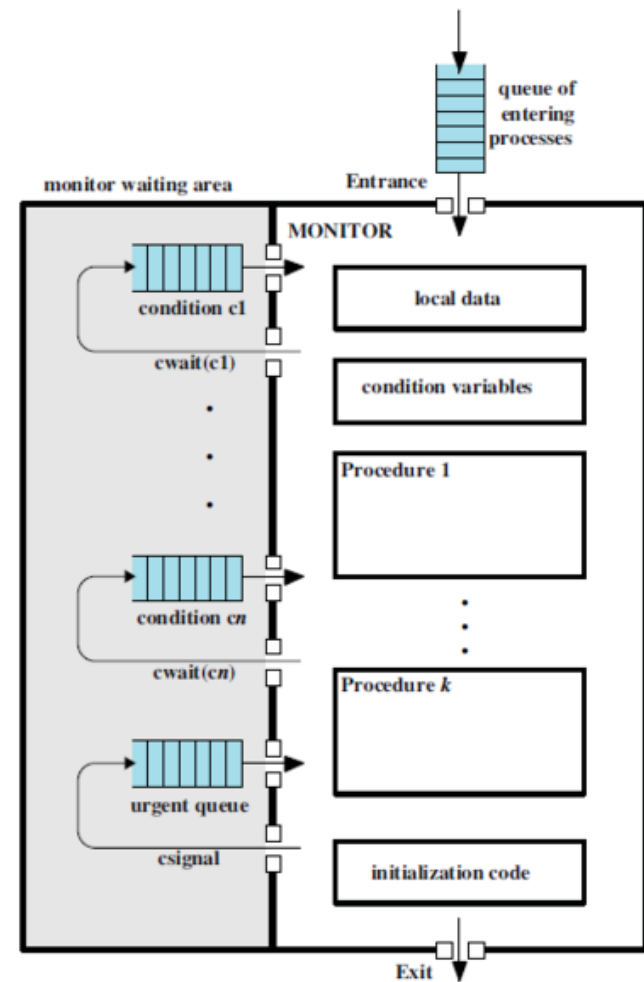 queue of
entering
processes
monitor waiting area
Entrance
MONITOR
condition c1
local data
cwait(c1)
condition variables
Procedure 1
condition cn
cwait(cn)
Procedure k
urgent queue
csignal
initialization code
Exit